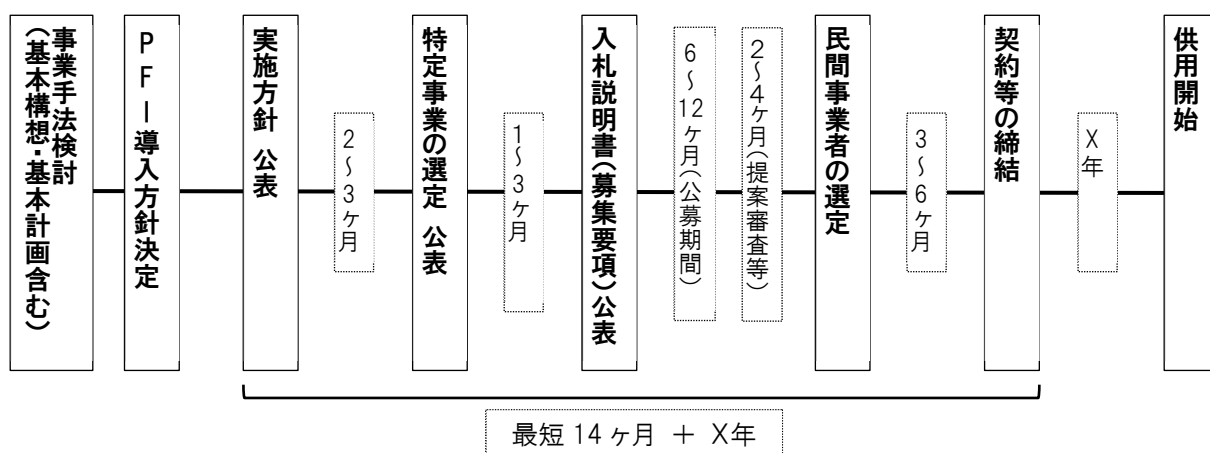 事業手法検討
（基本構想・基本計画含む）
ＰＦＩ導入方針決定
実施方針 公表
２～３ヶ月
特定事業の選定 公表
１～３ヶ月
入札説明書（募集要項）公表
６～12ヶ月（公募期間）
２～４ヶ月（提案審査等）
民間事業者の選定
３～６ヶ月
契約等の締結
Ｘ年
供用開始
最短 14 ヶ月 ＋ Ｘ年